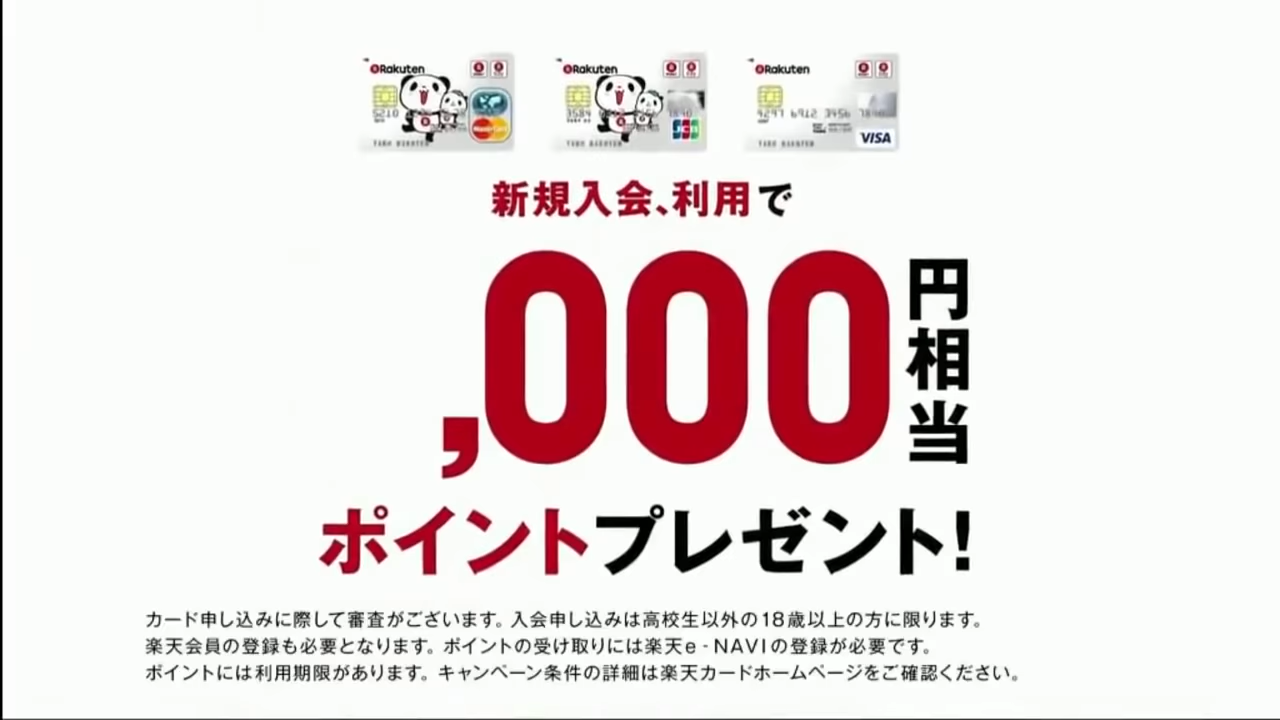 Rakuten
Rakuten
Rakuten
MasterCard
JCB
4297 6912 3456 7890
VISA
TARO RAKUTEN
新規入会、利用で
,000円相当
ポイントプレゼント!
カード申し込みに際して審査がございます。入会申し込みは高校生以外の18歳以上の方に限ります。
楽天会員の登録も必要となります。ポイントの受け取りには楽天e-NAVIの登録が必要です。
ポイントには利用期限があります。キャンペーン条件の詳細は楽天カードホームページをご確認ください。